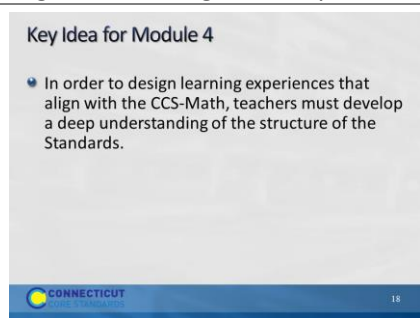 Key Idea for Module 4
In order to design learning experiences that
align with the CCS-Math, teachers must develop
a deep understanding of the structure of the
Standards.
CONNECTICUT
CORE STANDARDS
18